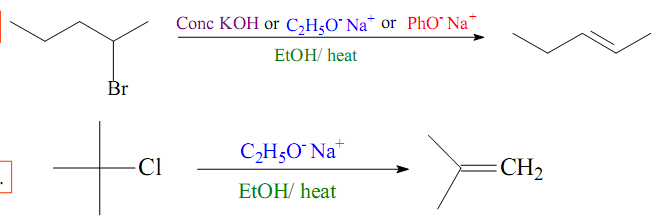 Conc KOH or C₂H₅O⁻ Na⁺ or PhO⁻ Na⁺
EtOH/ heat
Br
C₂H₅O⁻ Na⁺
Cl
CH₂
EtOH/ heat
.